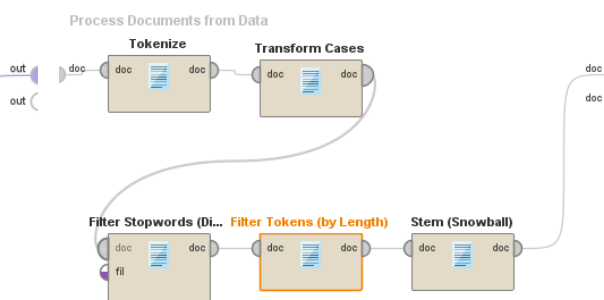 Process Documents from Data
Tokenize
Transform Cases
out
doc
doc
doc
doc
doc
doc
out
doc
Filter Stopwords (Di...
Filter Tokens (by Length)
Stem (Snowball)
doc
doc
doc
doc
doc
doc
fil